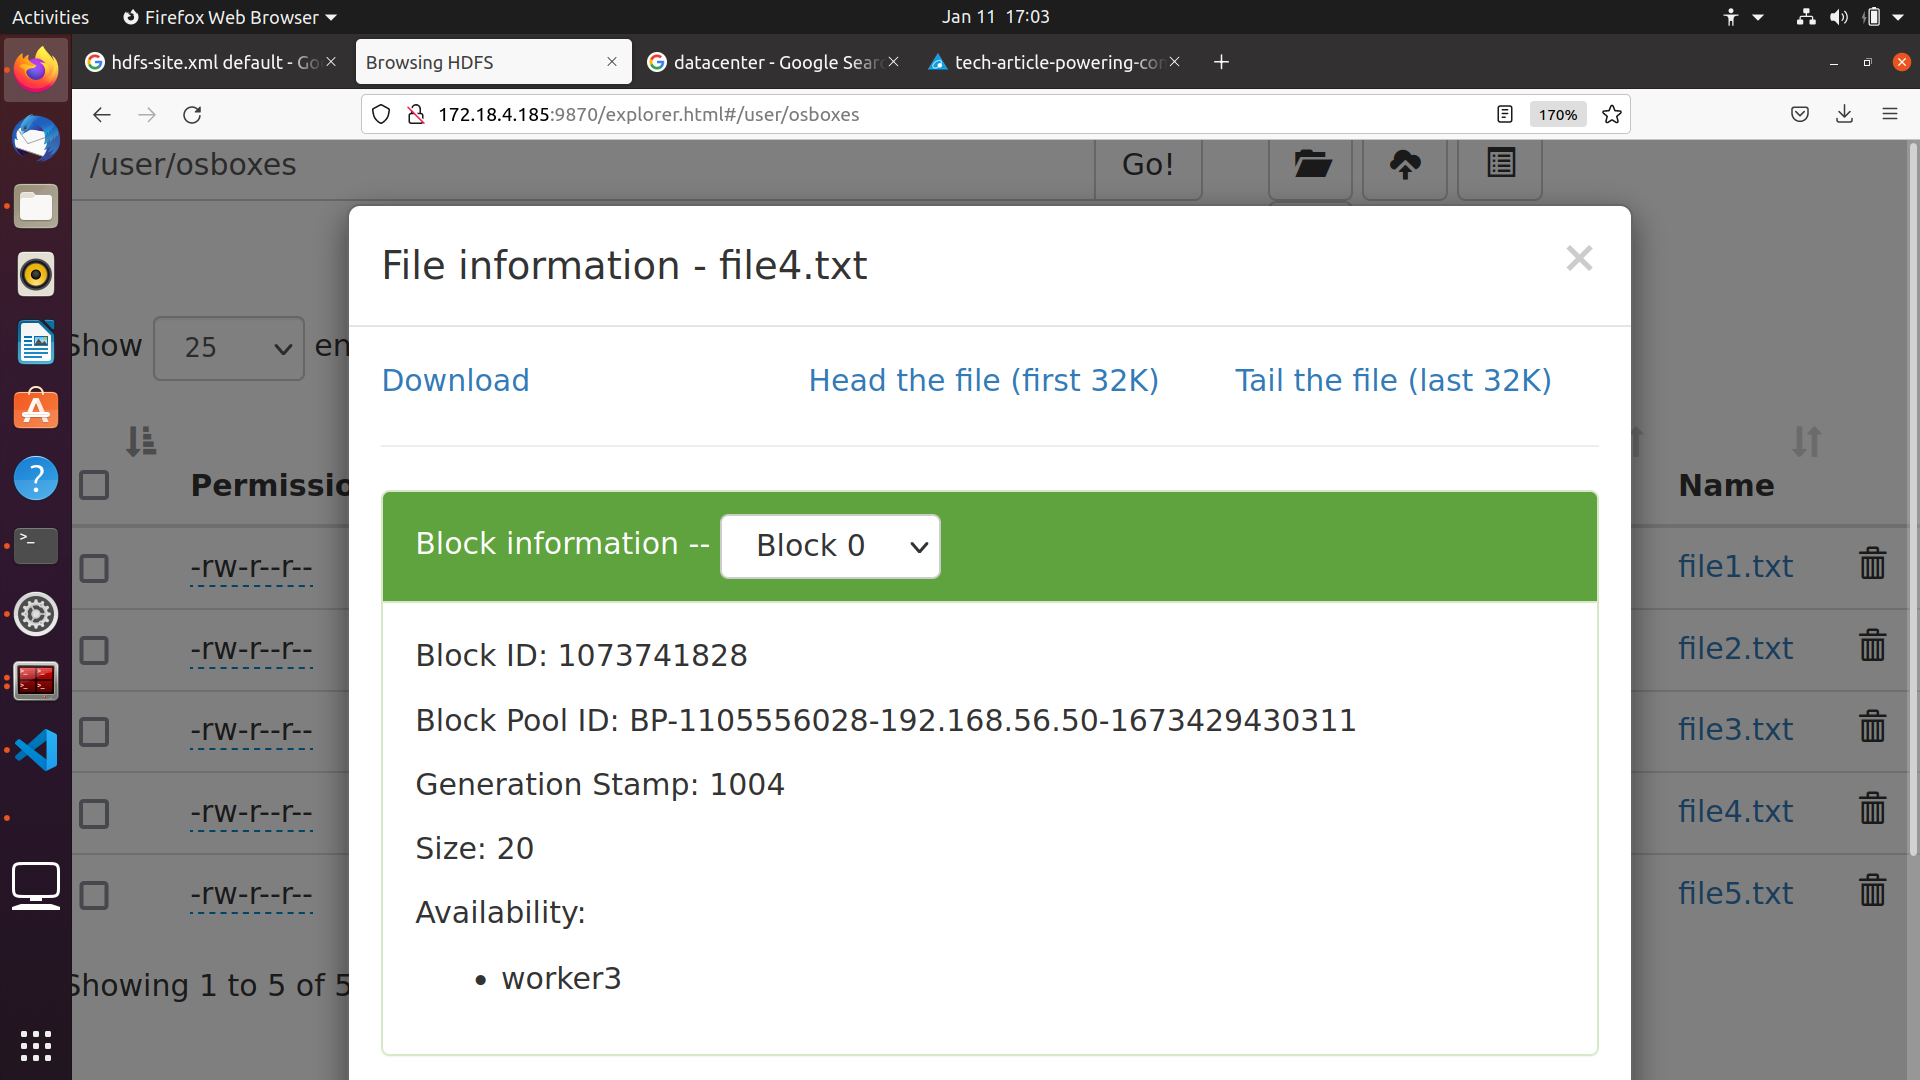 Activities
Firefox Web Browser
Jan 11 17:03
hdfs-site.xml default - Go
Browsing HDFS
datacenter - Google Sear
tech-article-powering-con
172.18.4.185:9870/explorer.html#/user/osboxes
170%
/user/osboxes
Go!
File information - file4.txt
Show
25
en
Download
Head the file (first 32K)
Tail the file (last 32K)
Permissio
Name
Block information --
Block 0
-rw-r--r--
file1.txt
Block ID: 1073741828
-rw-r--r--
file2.txt
Block Pool ID: BP-1105556028-192.168.56.50-1673429430311
-rw-r--r--
file3.txt
Generation Stamp: 1004
-rw-r--r--
file4.txt
Size: 20
-rw-r--r--
file5.txt
Availability:
worker3
Showing 1 to 5 of 5